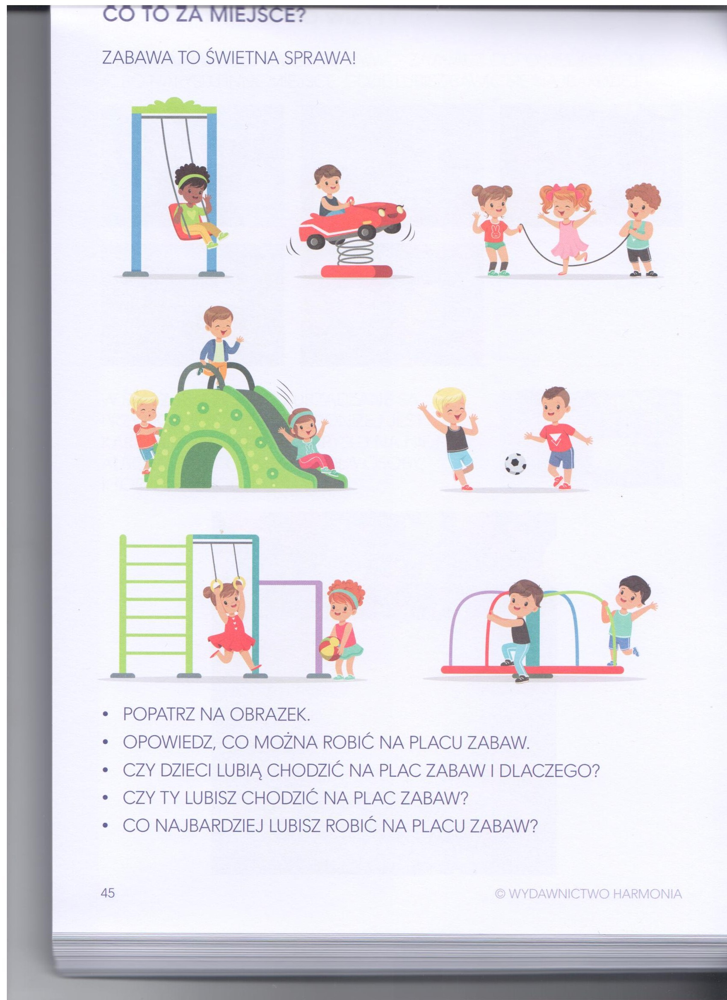 CO TO ZA MIEJSCE?
ZABAWA TO ŚWIETNA SPRAWA!
• POPATRZ NA OBRAZEK.
• OPOWIEDZ, CO MOŻNA ROBIĆ NA PLACU ZABAW.
• CZY DZIECI LUBIĄ CHODZIĆ NA PLAC ZABAW I DLACZEGO?
• CZY TY LUBISZ CHODZIĆ NA PLAC ZABAW?
• CO NAJBARDZIEJ LUBISZ ROBIĆ NA PLACU ZABAW?
45
© WYDAWNICTWO HARMONIA